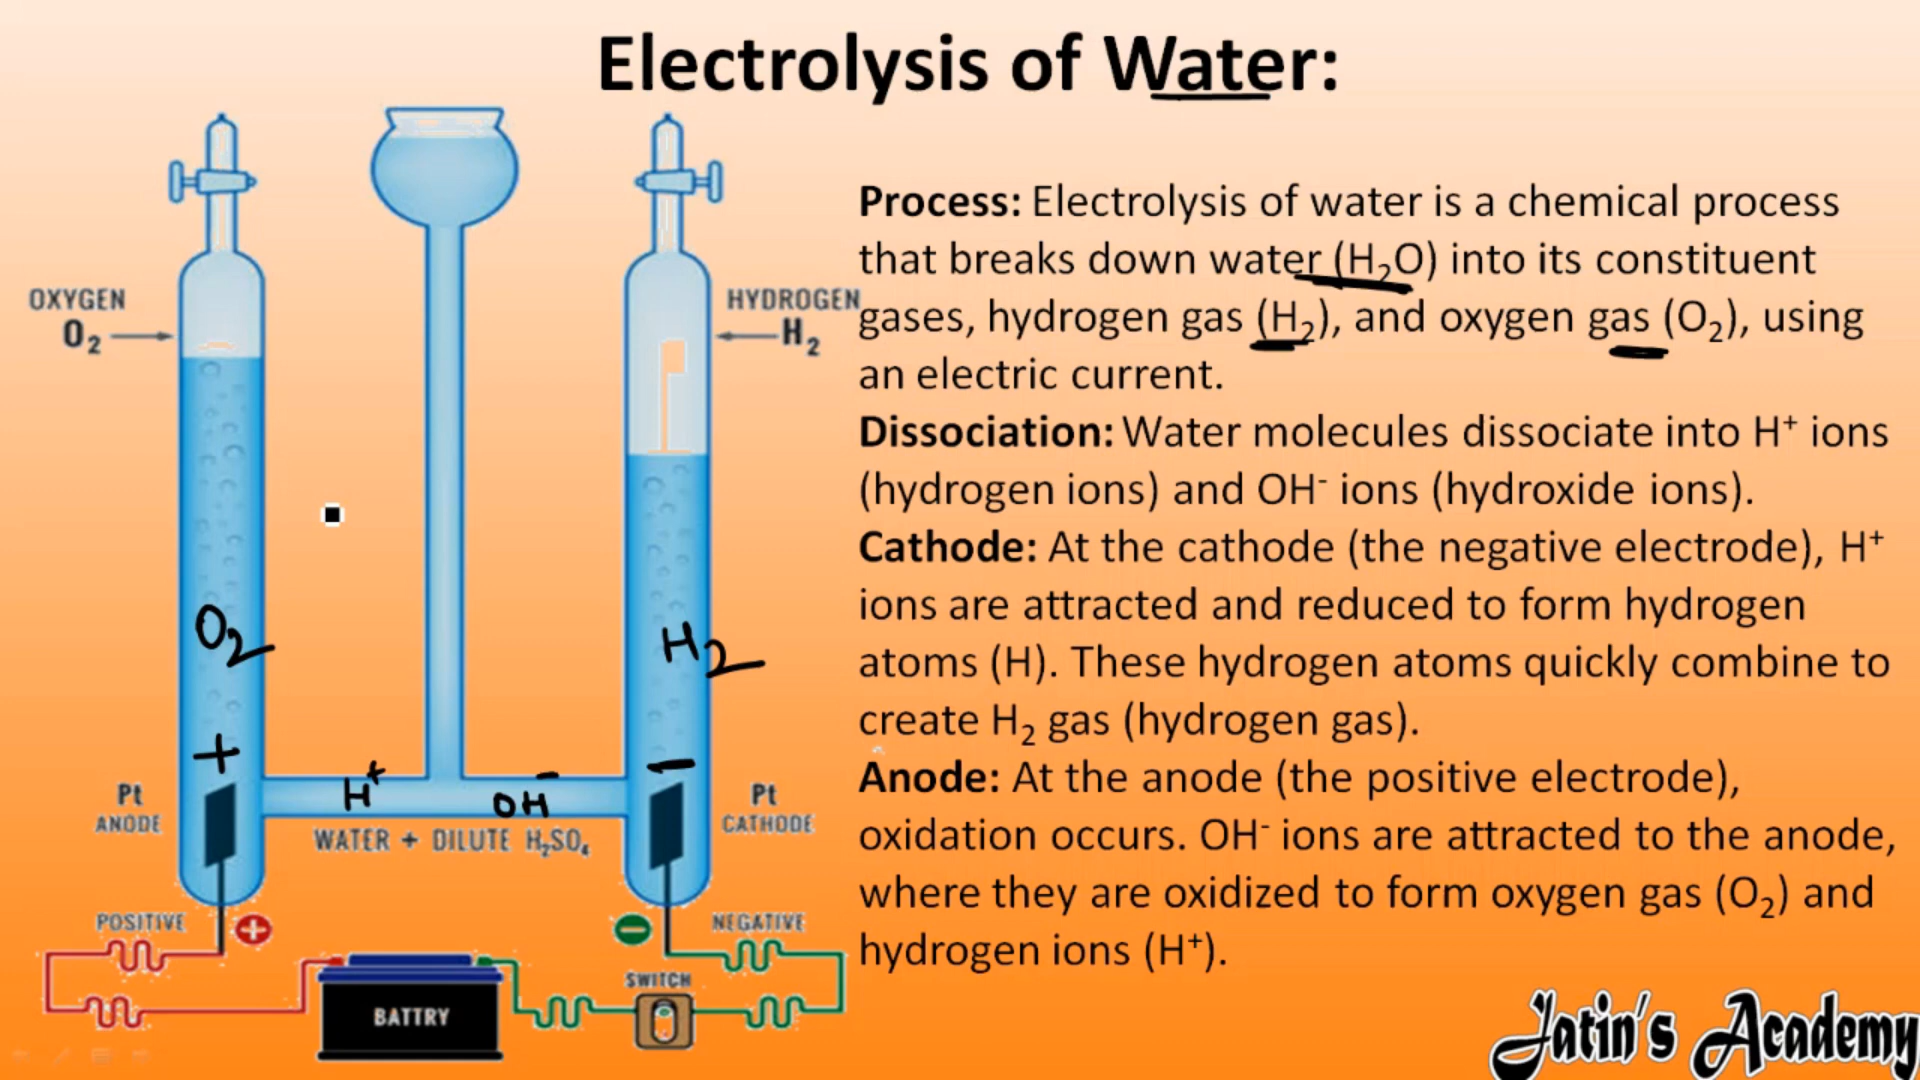 Electrolysis of Water:
OXYGEN
O₂
HYDROGEN
H₂
O₂
H₂
+
−
H⁺
OH⁻
Pt
ANODE
WATER + DILUTE H₂SO₄
Pt
CATHODE
POSITIVE
+
−
NEGATIVE
SWITCH
BATTRY
Process: Electrolysis of water is a chemical process
that breaks down water (H₂O) into its constituent
gases, hydrogen gas (H₂), and oxygen gas (O₂), using
an electric current.
Dissociation: Water molecules dissociate into H⁺ ions
(hydrogen ions) and OH⁻ ions (hydroxide ions).
Cathode: At the cathode (the negative electrode), H⁺
ions are attracted and reduced to form hydrogen
atoms (H). These hydrogen atoms quickly combine to
create H₂ gas (hydrogen gas).
Anode: At the anode (the positive electrode),
oxidation occurs. OH⁻ ions are attracted to the anode,
where they are oxidized to form oxygen gas (O₂) and
hydrogen ions (H⁺).
Jatin's Academy